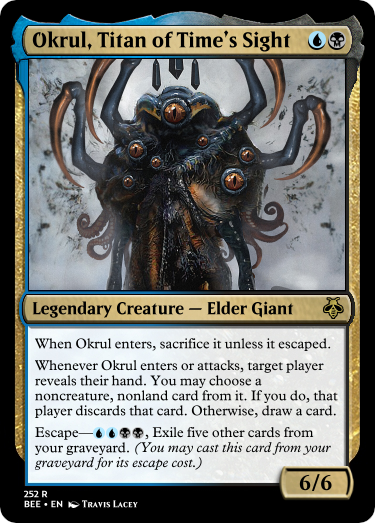 Okrul, Titan of Time's Sight
Legendary Creature — Elder Giant
When Okrul enters, sacrifice it unless it escaped.
Whenever Okrul enters or attacks, target player
reveals their hand. You may choose a
noncreature, nonland card from it. If you do, that
player discards that card. Otherwise, draw a card.
Escape—, Exile five other cards from
your graveyard. (You may cast this card from your
graveyard for its escape cost.)
6/6
252 R
BEE • EN Travis Lacey